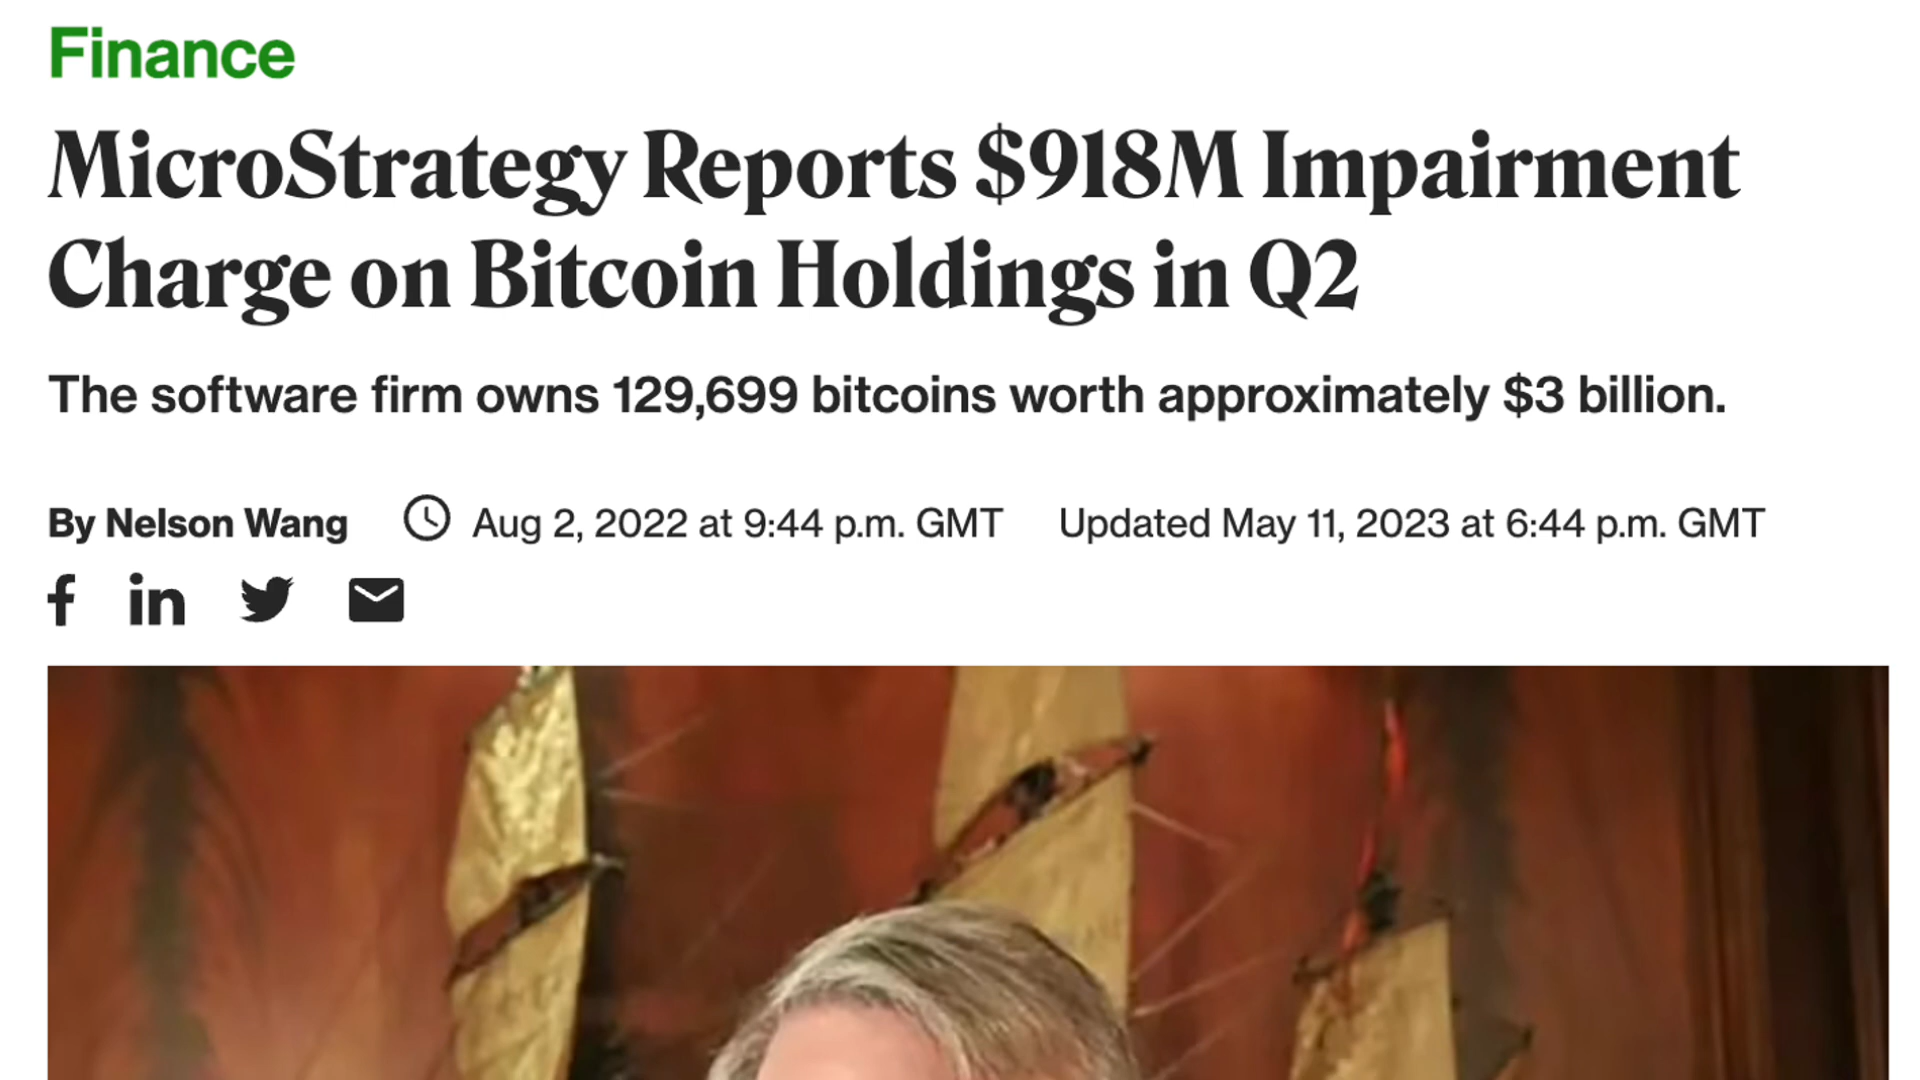 Finance
MicroStrategy Reports $918M Impairment
Charge on Bitcoin Holdings in Q2
The software firm owns 129,699 bitcoins worth approximately $3 billion.
By Nelson Wang Aug 2, 2022 at 9:44 p.m. GMT Updated May 11, 2023 at 6:44 p.m. GMT